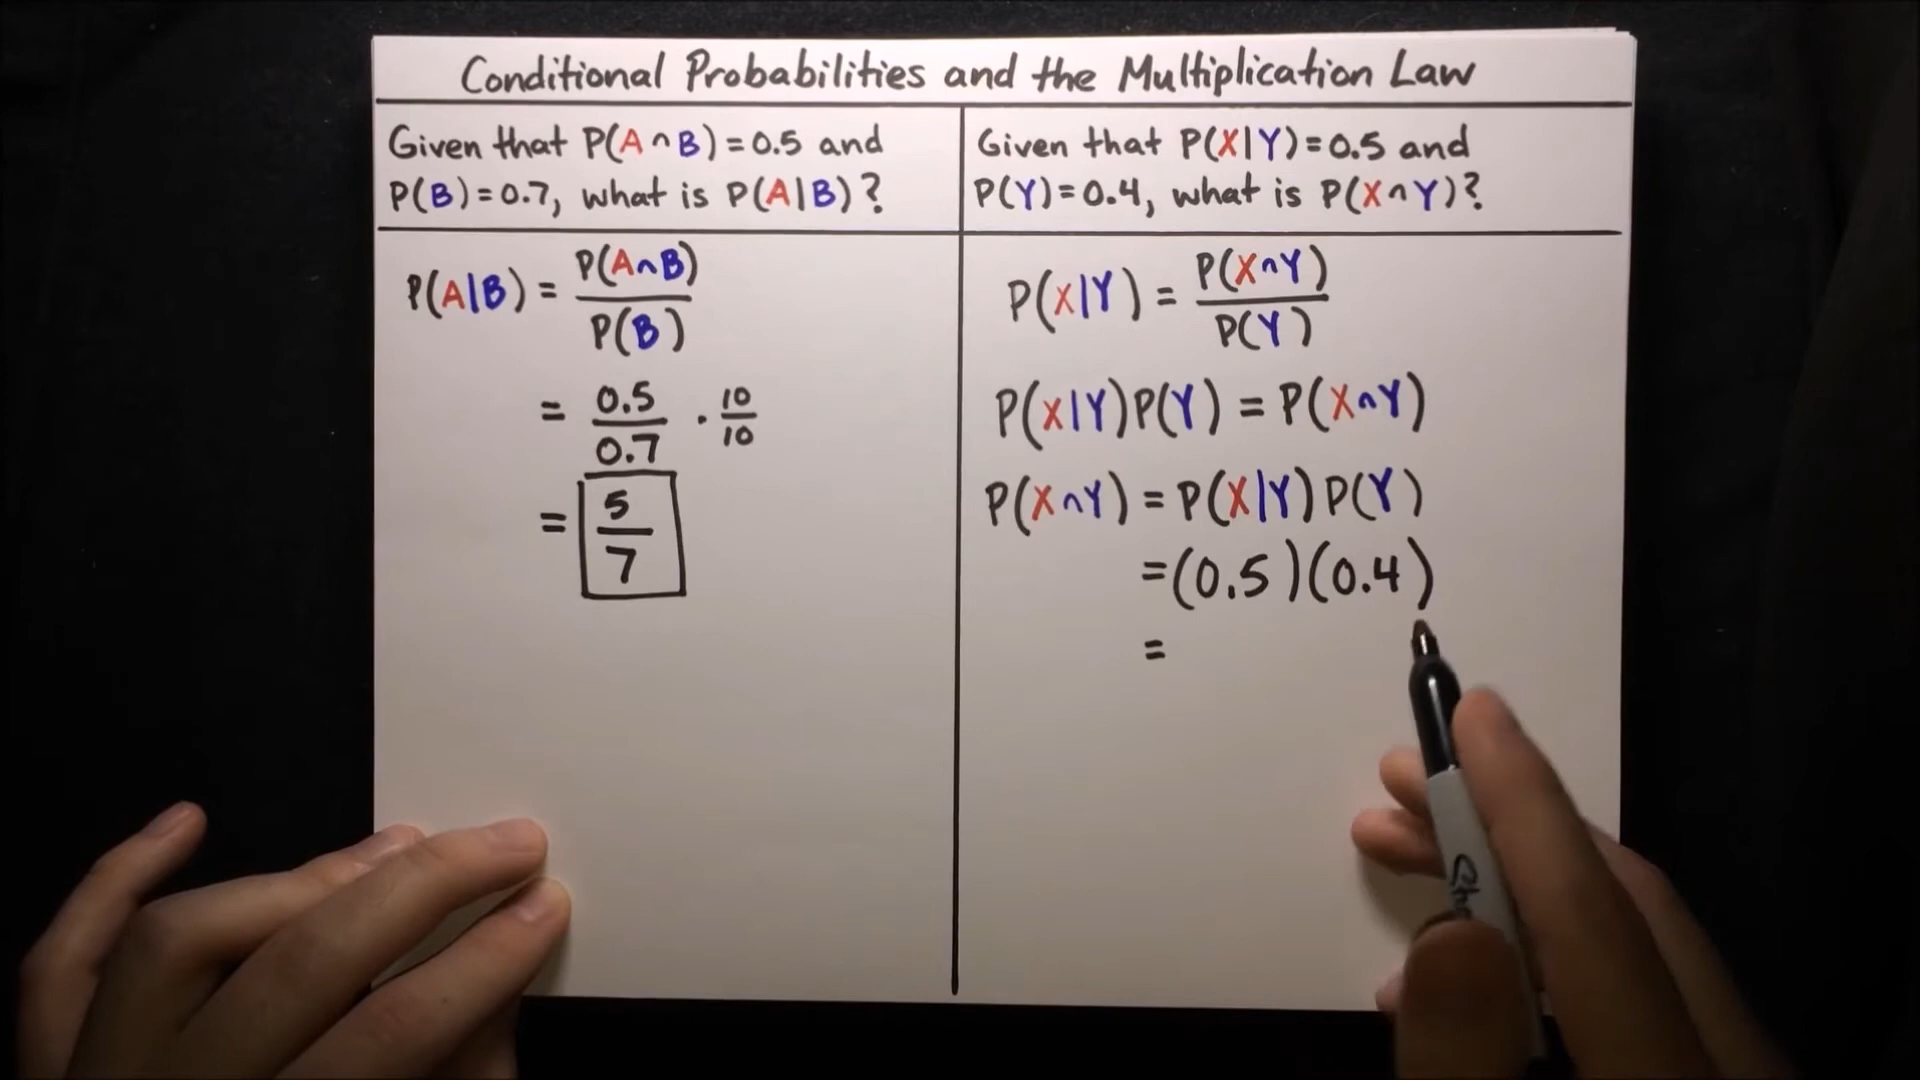 Conditional Probabilities and the Multiplication Law
Given that P(A∩B)=0.5 and
P(B)=0.7, what is P(A|B)?
P(A|B) = P(A∩B)
P(B)
= 0.5 · 10
0.7 10
= 5
7
Given that P(X|Y)=0.5 and
P(Y)=0.4, what is P(X∩Y)?
P(X|Y) = P(X∩Y)
P(Y)
P(X|Y)P(Y) = P(X∩Y)
P(X∩Y) = P(X|Y)P(Y)
=(0.5)(0.4)
=